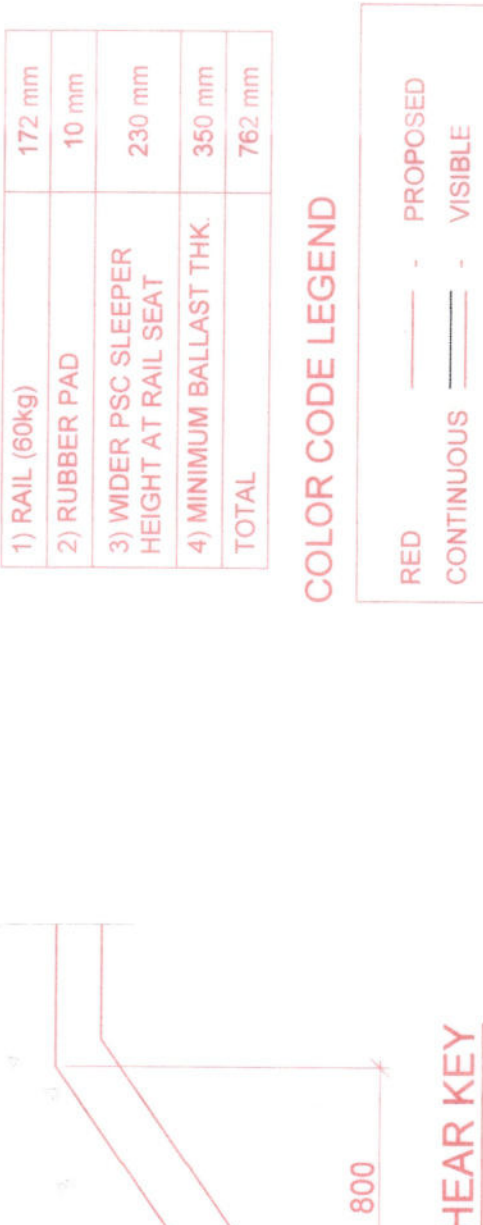 1) RAIL (60kg) 172 mm
2) RUBBER PAD 10 mm
3) WIDER PSC SLEEPER
HEIGHT AT RAIL SEAT 230 mm
4) MINIMUM BALLAST THK. 350 mm
TOTAL 762 mm
COLOR CODE LEGEND
RED - PROPOSED
CONTINUOUS - VISIBLE
800
HEAR KEY